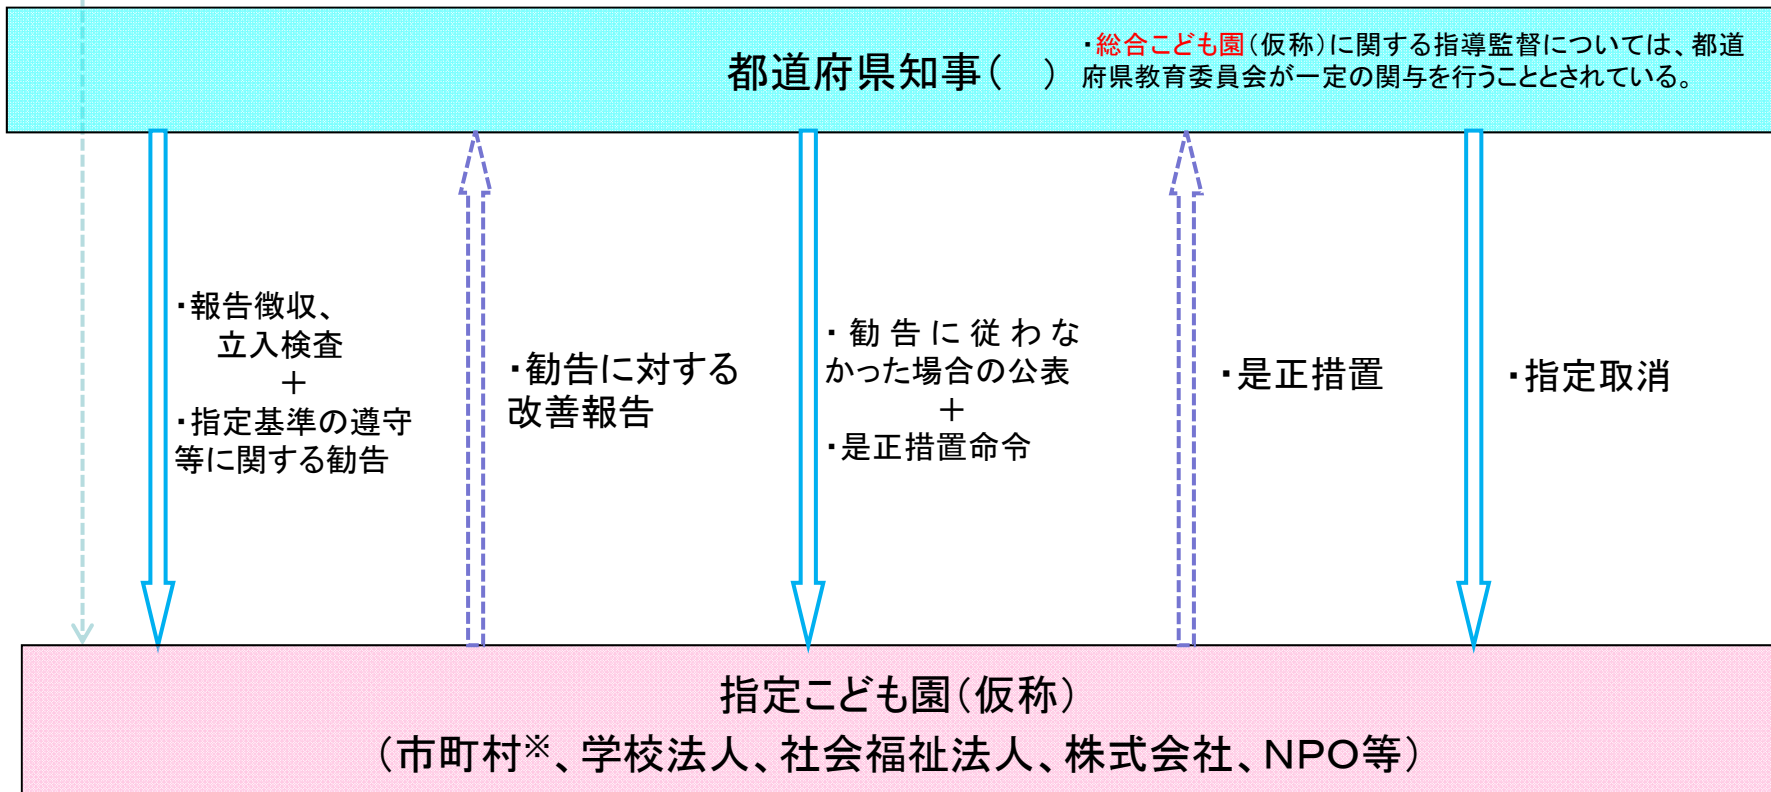 都道府県知事（　）
・総合こども園（仮称）に関する指導監督については、都道
府県教育委員会が一定の関与を行うこととされている。
・報告徴収、
立入検査
＋
・指定基準の遵守
等に関する勧告
・勧告に対する
改善報告
・勧告に従わな
かった場合の公表
＋
・是正措置命令
・是正措置
・指定取消
指定こども園（仮称）
（市町村※、学校法人、社会福祉法人、株式会社、NPO等）